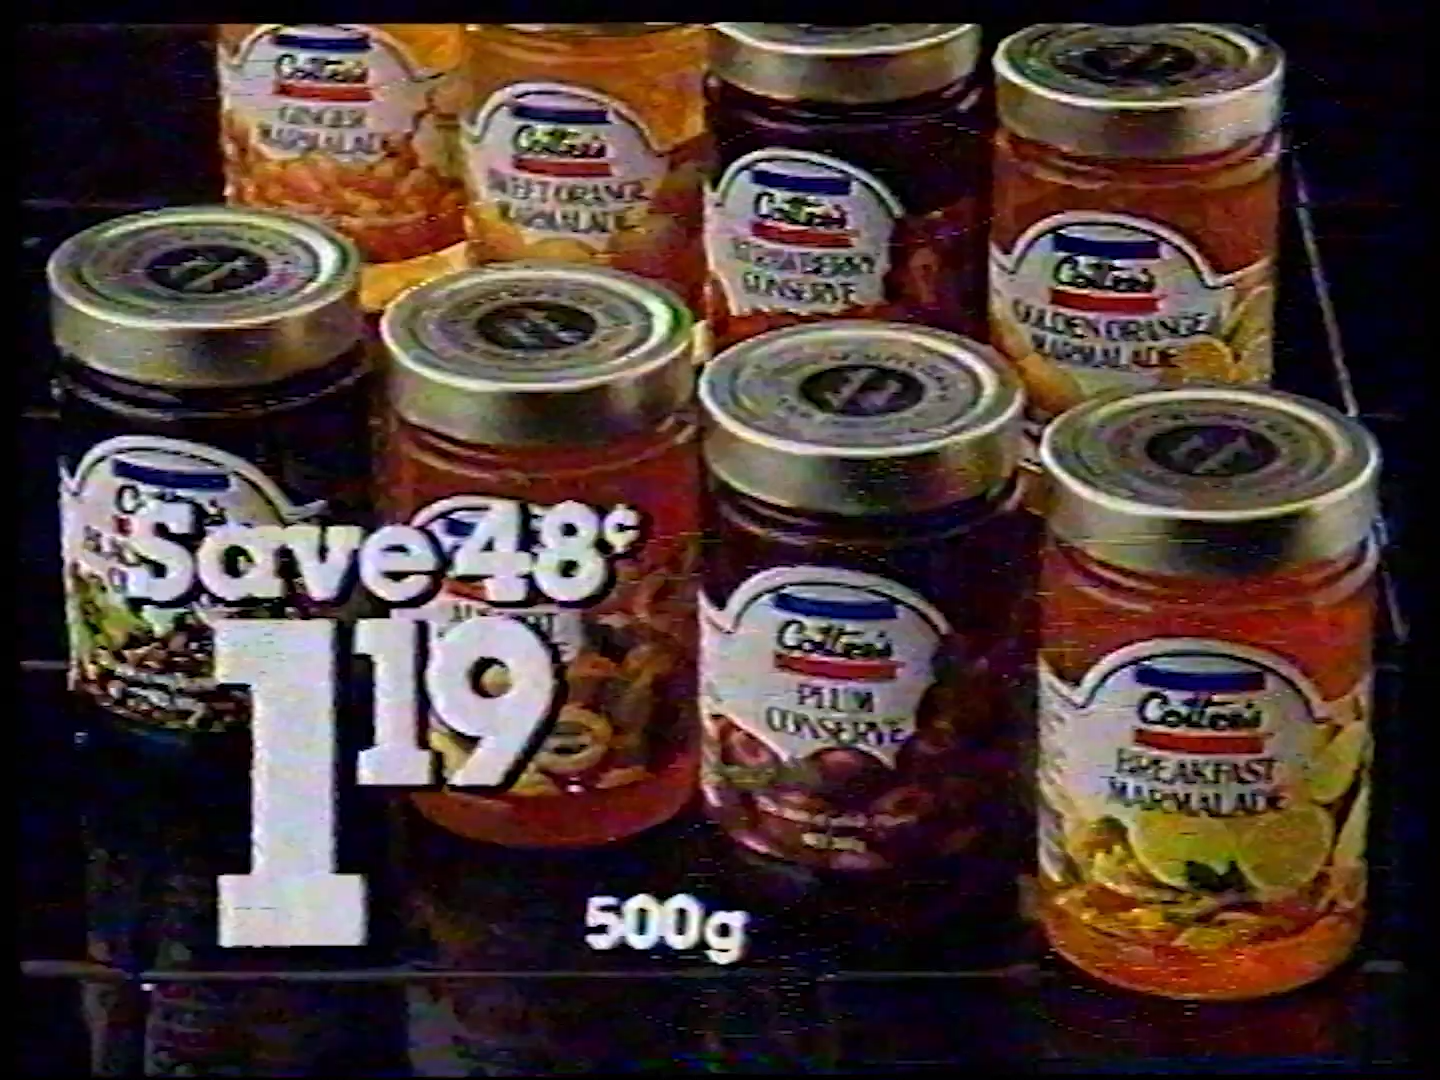 Cottee's
GINGER
MARMALADE
Cottee's
SWEET ORANGE
MARMALADE
Cottee's
STRAWBERRY
CONSERVE
Cottee's
GOLDEN ORANGE
MARMALADE
Save 48¢
1 19
Cottee's
PLUM
CONSERVE
Cottee's
BREAKFAST
MARMALADE
500g